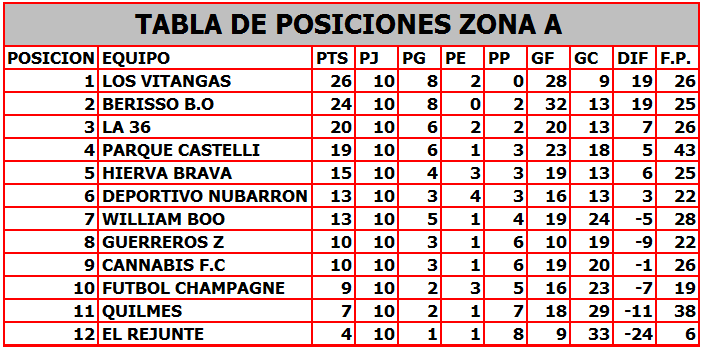 TABLA DE POSICIONES ZONA A
POSICION EQUIPO PTS PJ PG PE PP GF GC DIF F.P.
1 LOS VITANGAS 26 10 8 2 0 28 9 19 26
2 BERISSO B.O 24 10 8 0 2 32 13 19 25
3 LA 36 20 10 6 2 2 20 13 7 26
4 PARQUE CASTELLI 19 10 6 1 3 23 18 5 43
5 HIERVA BRAVA 15 10 4 3 3 19 13 6 25
6 DEPORTIVO NUBARRON 13 10 3 4 3 16 13 3 22
7 WILLIAM BOO 13 10 5 1 4 19 24 -5 28
8 GUERREROS Z 10 10 3 1 6 10 19 -9 22
9 CANNABIS F.C 10 10 3 1 6 19 20 -1 26
10 FUTBOL CHAMPAGNE 9 10 2 3 5 16 23 -7 19
11 QUILMES 7 10 2 1 7 18 29 -11 38
12 EL REJUNTE 4 10 1 1 8 9 33 -24 6